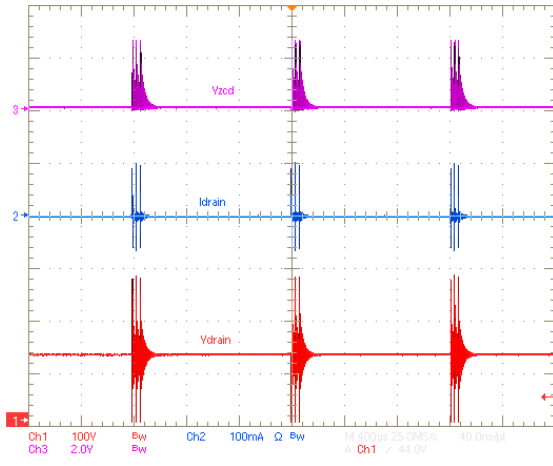 3
Vzcd
2
Idrain
Vdrain
1
Ch1 100V Bw Ch2 100mA Ω Bw M 400µs 25.0MS/s 40.0ns/pt
Ch3 2.0V Bw A Ch1 / 44.0V